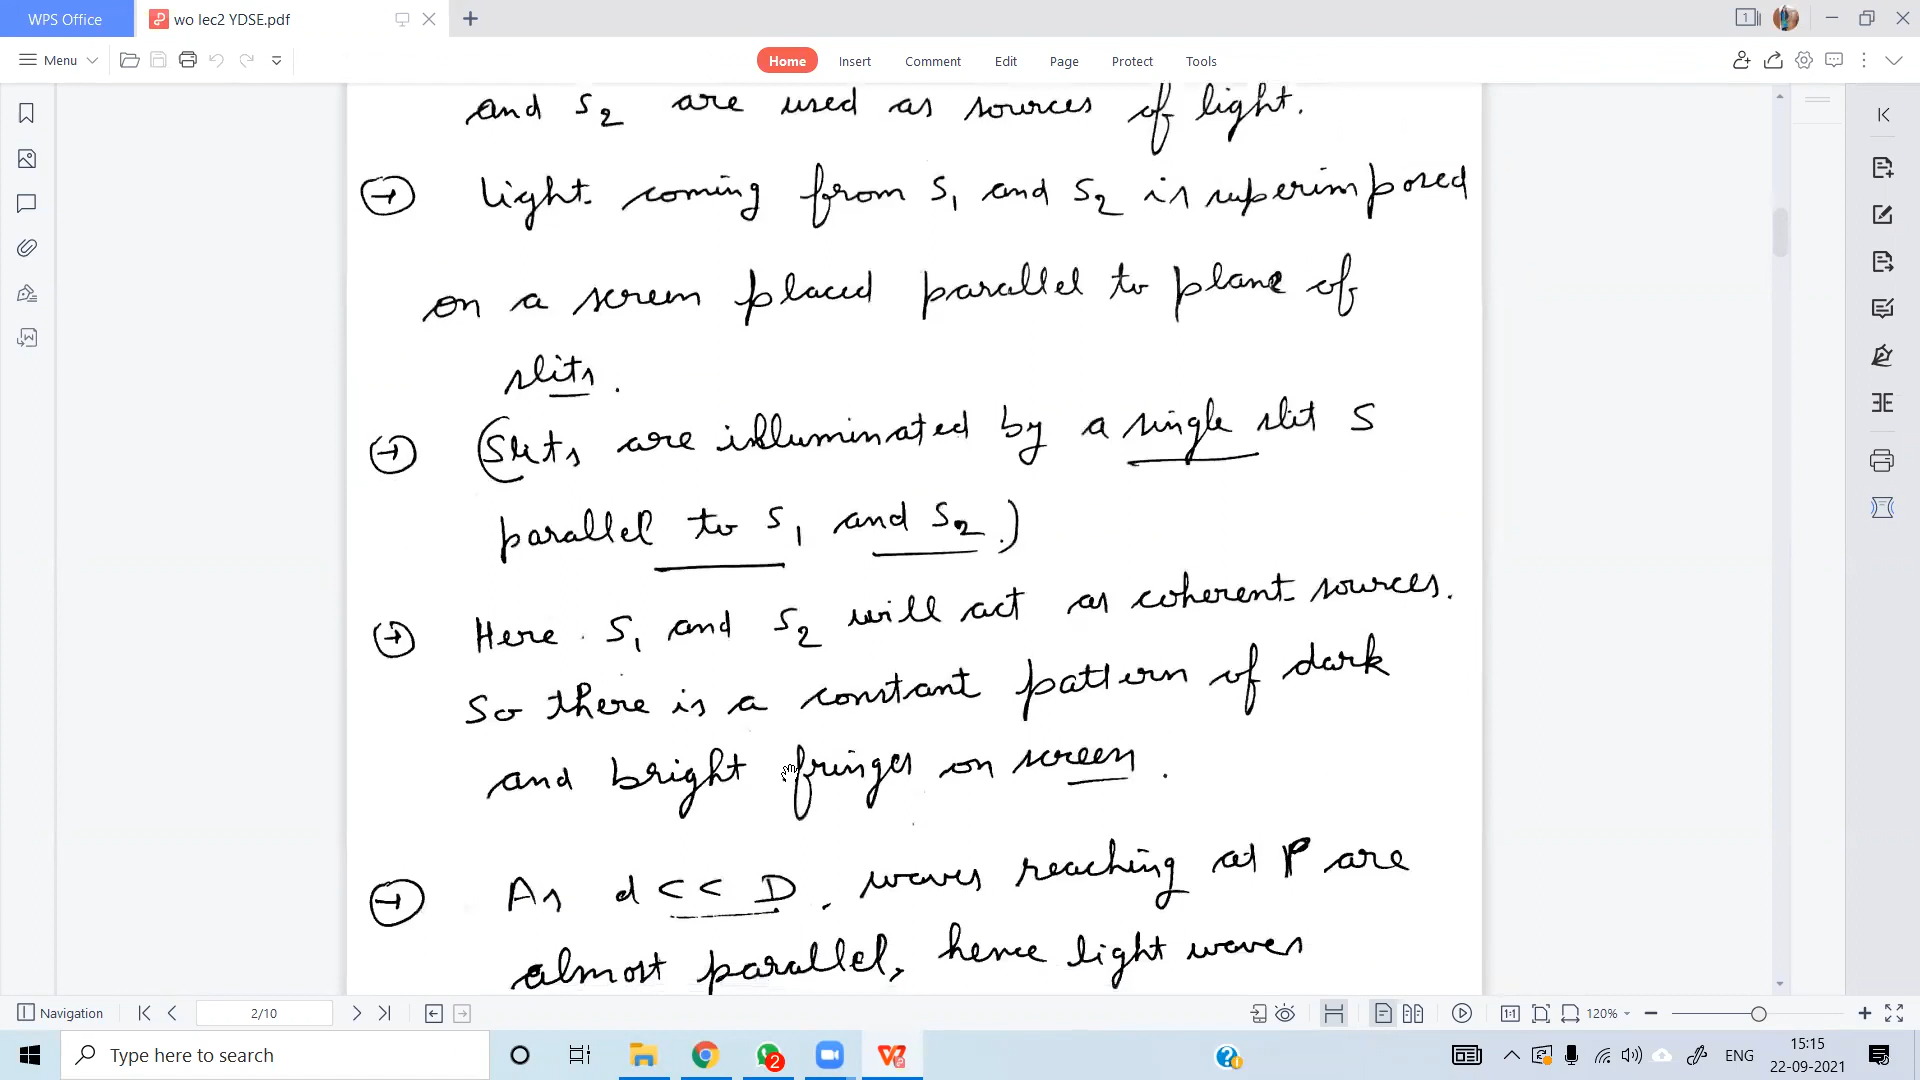 WPS Office
wo lec2 YDSE.pdf
1
Menu
Home Insert Comment Edit Page Protect Tools
and S2 are used as sources of light.
→ Light coming from S1 and S2 is superimposed
on a screen placed parallel to plane of
slits.
→ (Slits are illuminated by a single slit S
parallel to S1 and S2.)
→ Here S1 and S2 will act as coherent sources.
So there is a constant pattern of dark
and bright fringes on screen.
→ As d << D, waves reaching at P are
almost parallel, hence light waves
Navigation
2/10
1:1
120%
Type here to search
2
ENG
15:15
22-09-2021